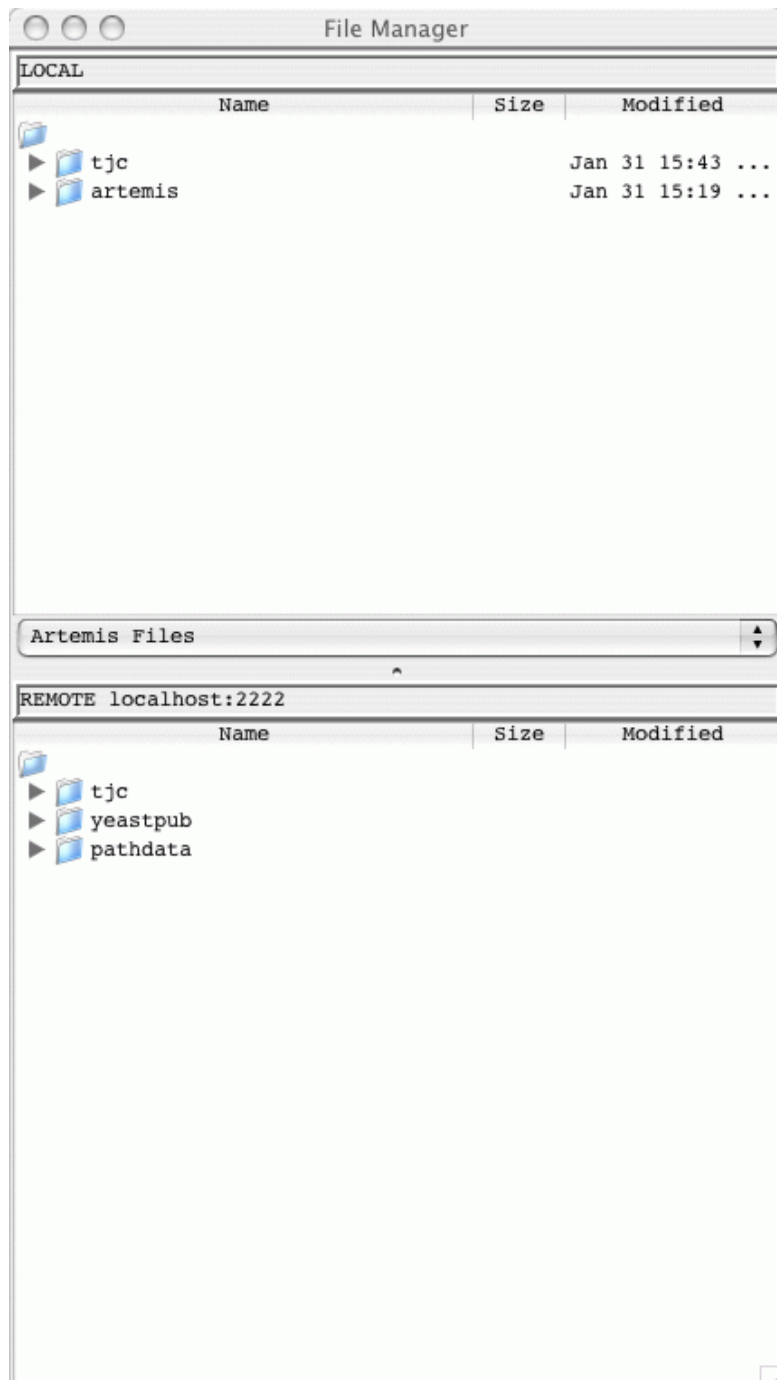 File Manager
LOCAL
Name Size Modified
tjc Jan 31 15:43 ...
artemis Jan 31 15:19 ...
Artemis Files
REMOTE localhost:2222
Name Size Modified
tjc
yeastpub
pathdata